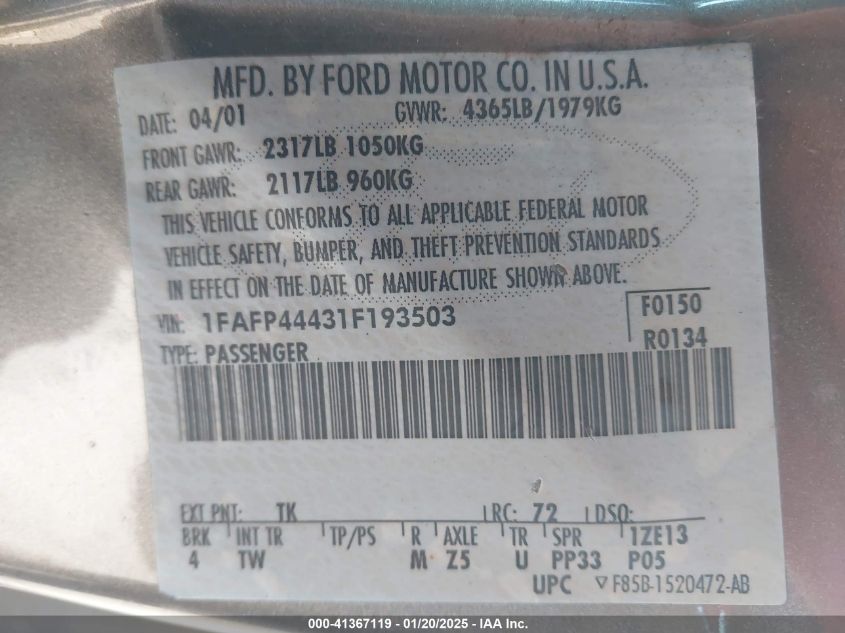 MFD. BY FORD MOTOR CO. IN U.S.A.
DATE: 04/01 GVWR: 4365LB/1979KG
FRONT GAWR: 2317LB 1050KG
REAR GAWR: 2117LB 960KG
THIS VEHICLE CONFORMS TO ALL APPLICABLE FEDERAL MOTOR
VEHICLE SAFETY, BUMPER, AND THEFT PREVENTION STANDARDS
IN EFFECT ON THE DATE OF MANUFACTURE SHOWN ABOVE.
VIN: 1FAFP44431F193503 F0150
TYPE: PASSENGER R0134
EXT PNT: TK RC: 72 DSO:
BRK INT TR TP/PS R AXLE TR SPR 1ZE13
4 TW M Z5 U PP33 P05
UPC ▽F85B-1520472-AB
000-41367119 - 01/20/2025 - IAA Inc.